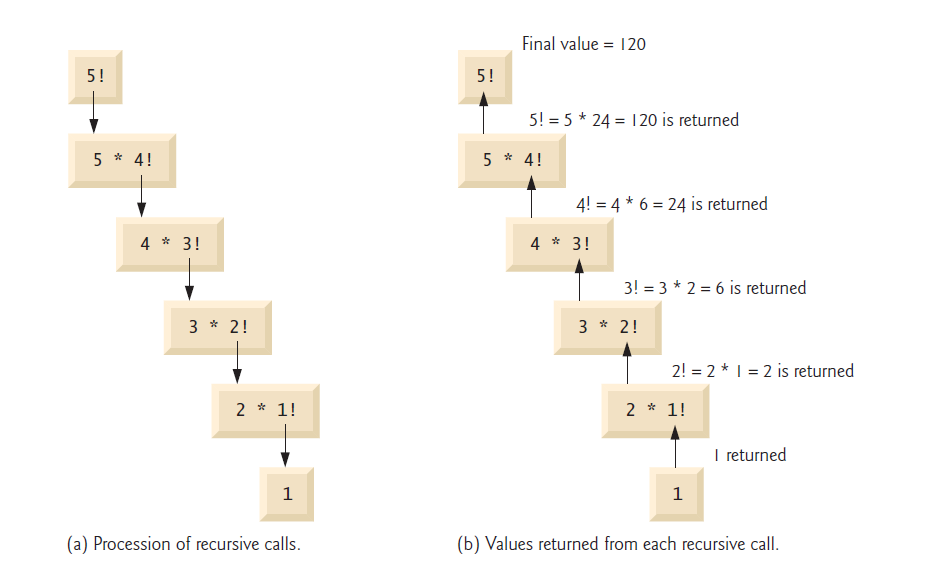 5!
5 * 4!
4 * 3!
3 * 2!
2 * 1!
1
(a) Procession of recursive calls.
Final value = 120
5!
5! = 5 * 24 = 120 is returned
5 * 4!
4! = 4 * 6 = 24 is returned
4 * 3!
3! = 3 * 2 = 6 is returned
3 * 2!
2! = 2 * 1 = 2 is returned
2 * 1!
1 returned
1
(b) Values returned from each recursive call.